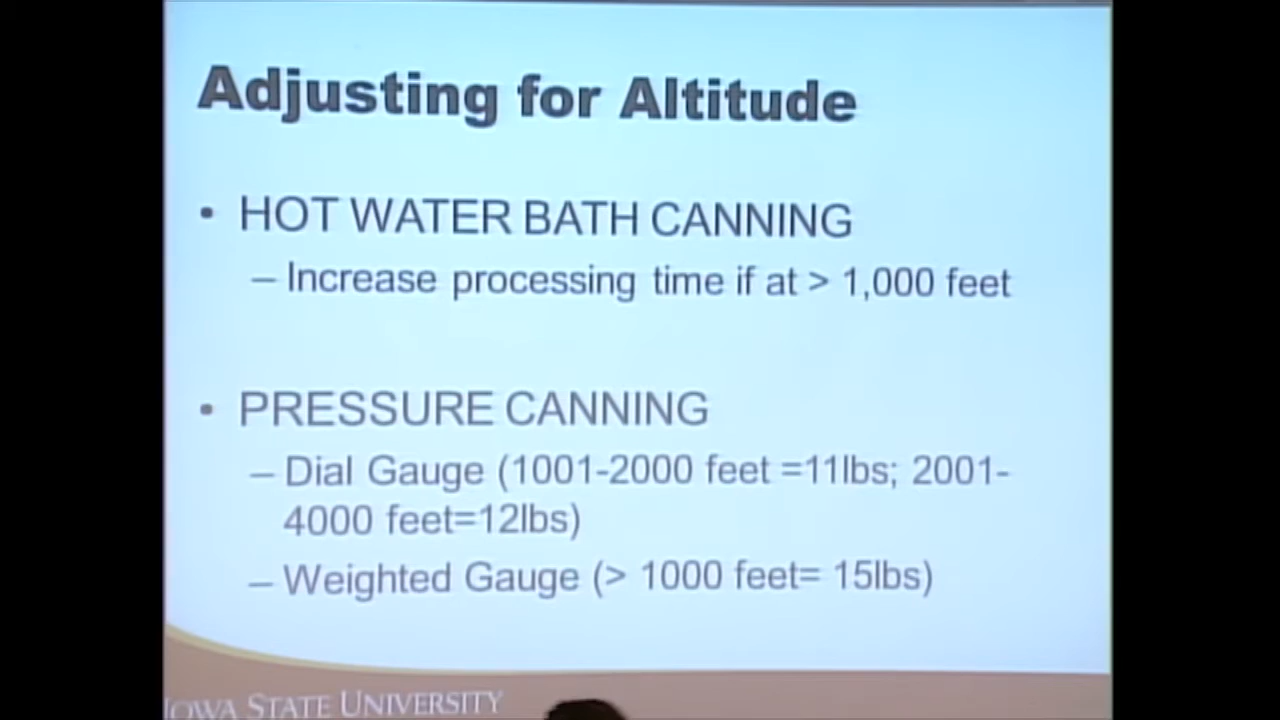 Adjusting for Altitude
• HOT WATER BATH CANNING
– Increase processing time if at > 1,000 feet
• PRESSURE CANNING
– Dial Gauge (1001-2000 feet =11lbs; 2001-
4000 feet=12lbs)
– Weighted Gauge (> 1000 feet= 15lbs)
IOWA STATE UNIVERSITY